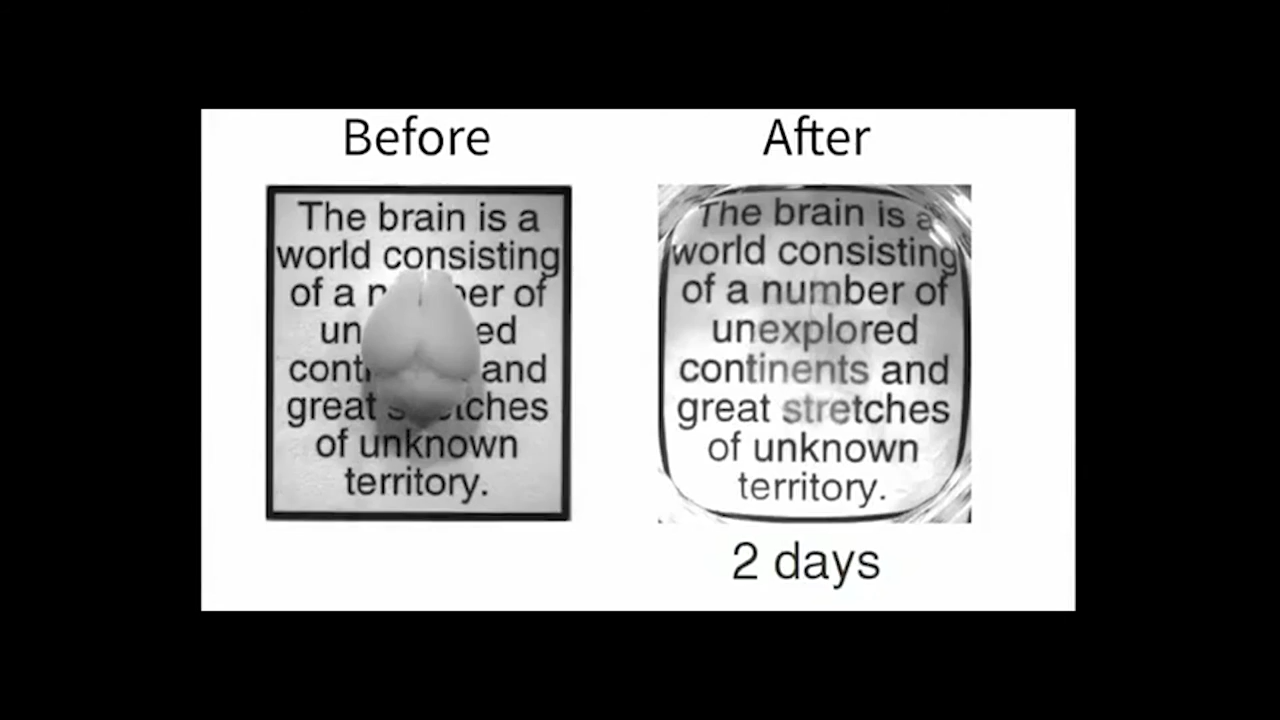 Before
The brain is a
world consisting
of a of
and
great
of unknown
territory.
After
The brain is a
world consisting
of a number of
unexplored
continents and
great stretches
of unknown
territory.
2 days